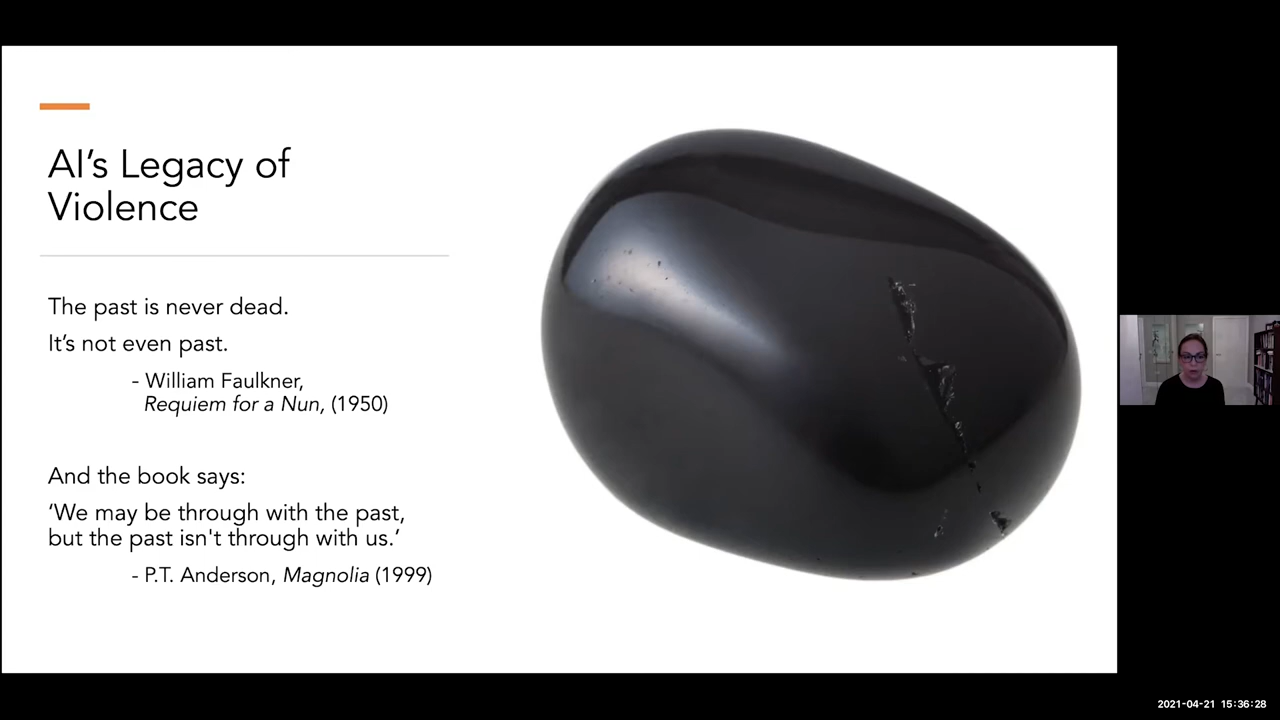 AI’s Legacy of
Violence
The past is never dead.
It’s not even past.
- William Faulkner,
Requiem for a Nun, (1950)
And the book says:
‘We may be through with the past,
but the past isn't through with us.’
- P.T. Anderson, Magnolia (1999)
2021-04-21 15:36:28